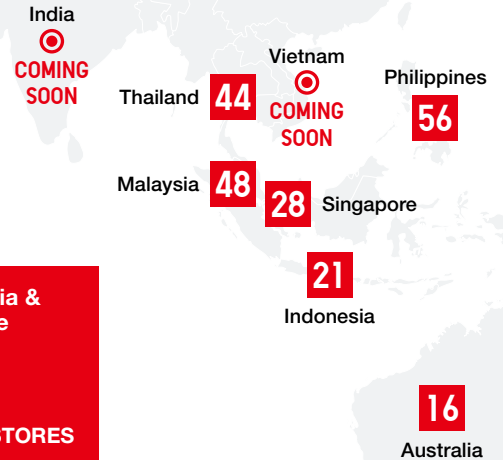 India
COMING
SOON
Vietnam
COMING
SOON
Thailand 44
Philippines
56
Malaysia 48
28 Singapore
21
Indonesia
&
STORES
16
Australia